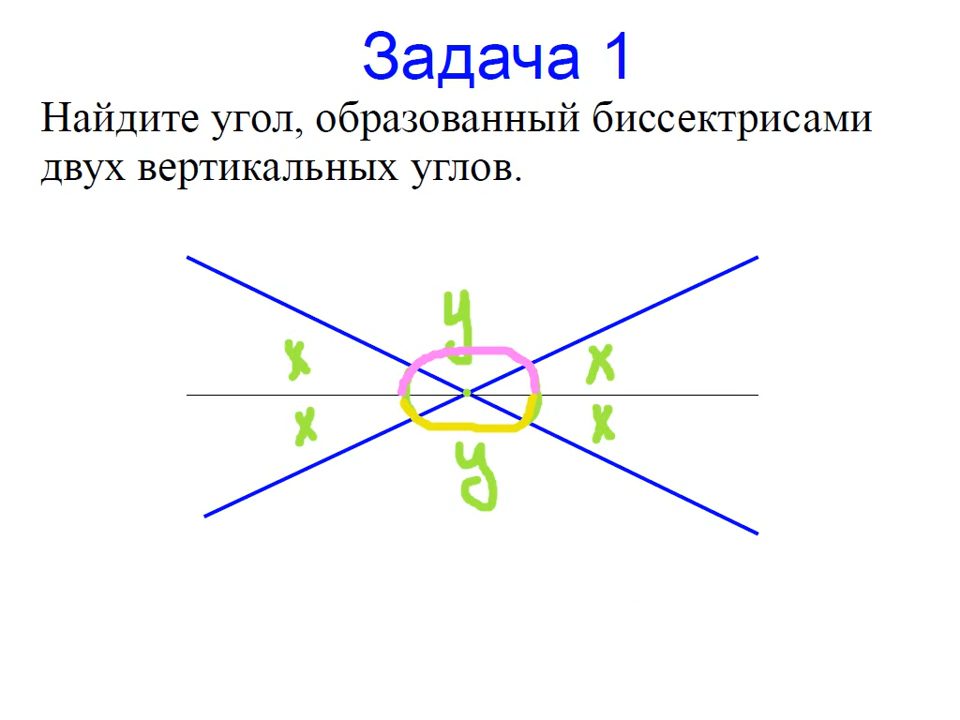 Задача 1
Найдите угол, образованный биссектрисами
двух вертикальных углов.
у
х х
х х
у